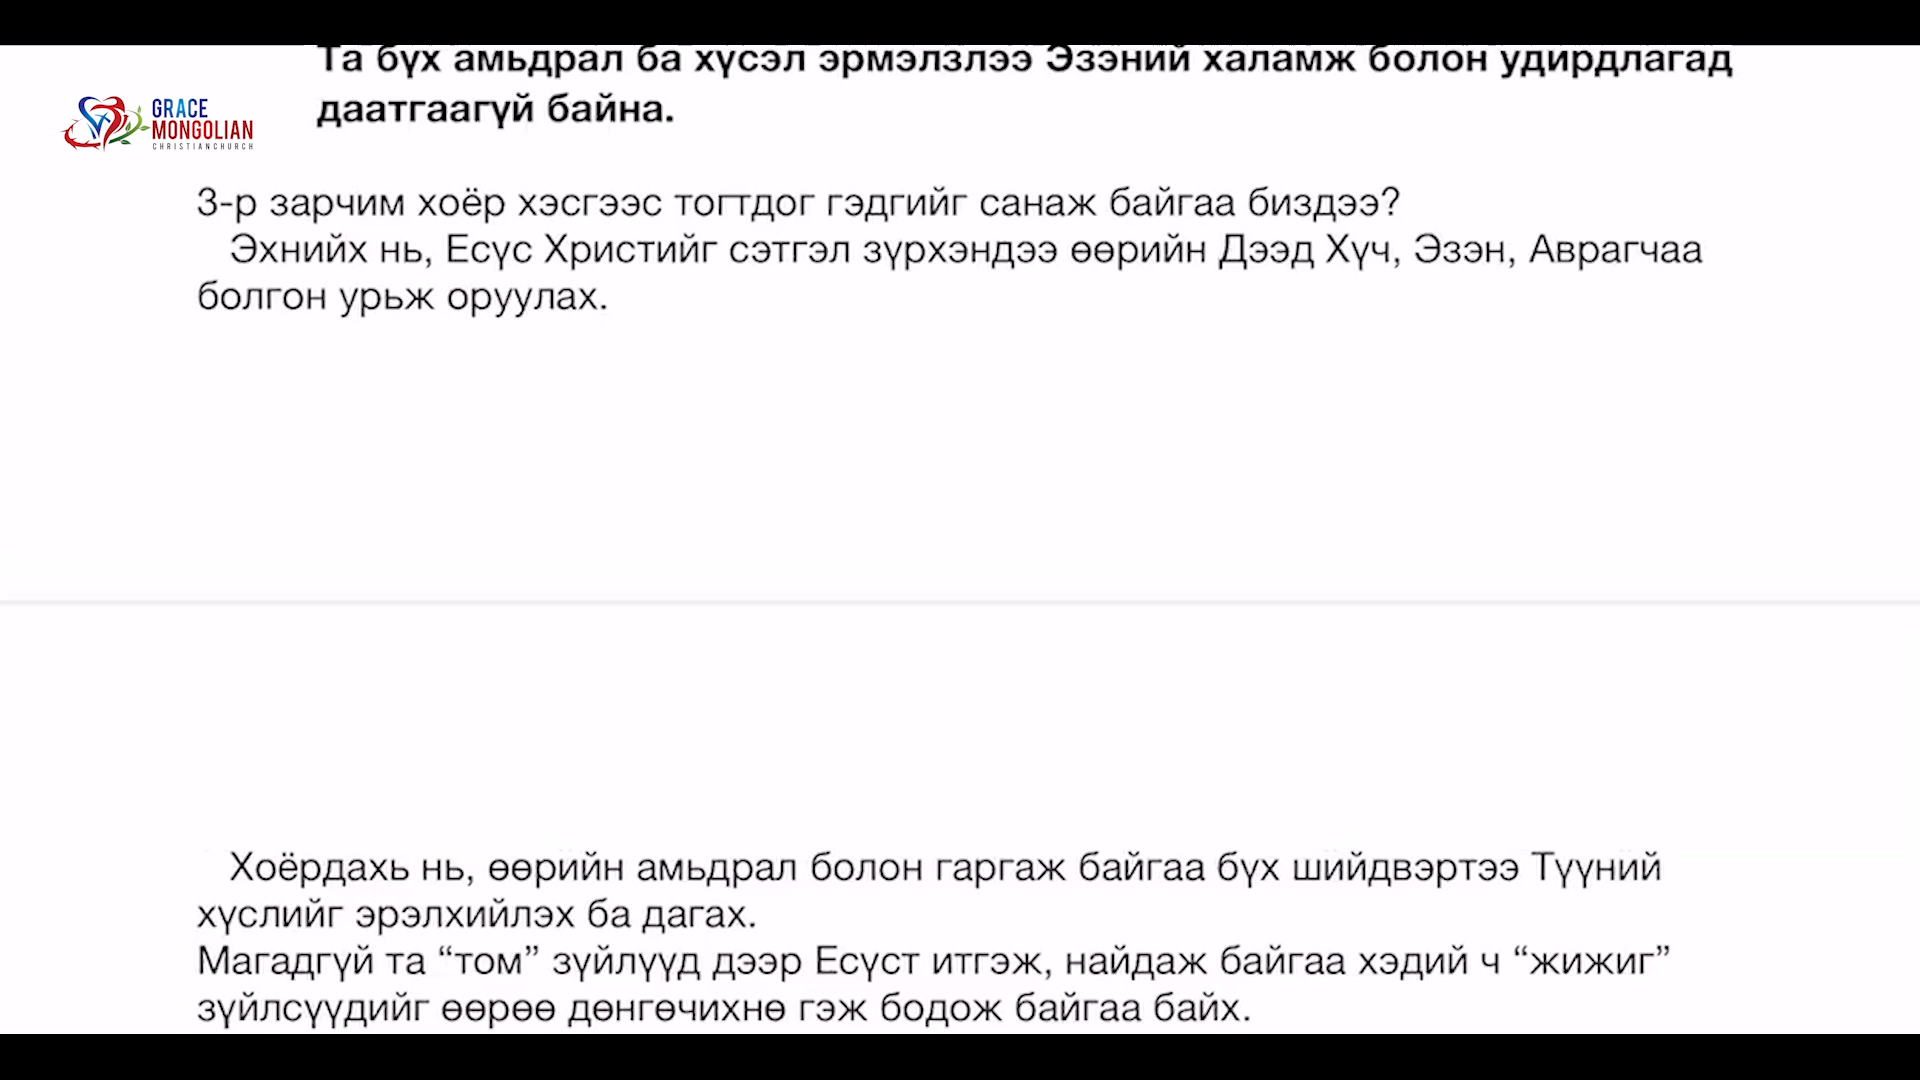 Та бүх амьдрал ба хүсэл эрмэлзлээ Эзэний халамж болон удирдлагад
даатгаагүй байна.
GRACE
MONGOLIAN
CHRISTIANCHURCH
3-р зарчим хоёр хэсгээс тогтдог гэдгийг санаж байгаа биздээ?
Эхнийх нь, Есүс Христийг сэтгэл зүрхэндээ өөрийн Дээд Хүч, Эзэн, Аврагчаа
болгон урьж оруулах.
Хоёрдахь нь, өөрийн амьдрал болон гаргаж байгаа бүх шийдвэртээ Түүний
хүслийг эрэлхийлэх ба дагах.
Магадгүй та “том” зүйлүүд дээр Есүст итгэж, найдаж байгаа хэдий ч “жижиг”
зүйлсүүдийг өөрөө дөнгөчихнө гэж бодож байгаа байх.